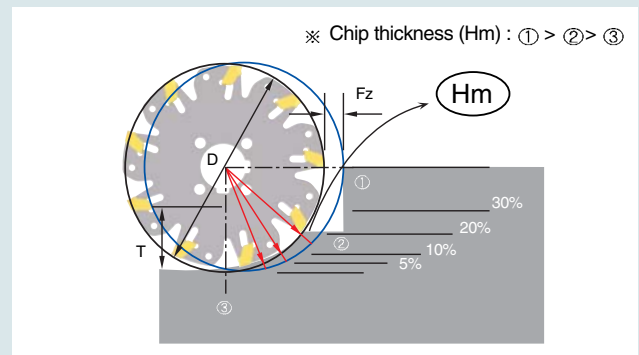 ※ Chip thickness (Hm) : ① > ②> ③
Fz
Hm
D
①
30%
20%
②
10%
T
5%
③